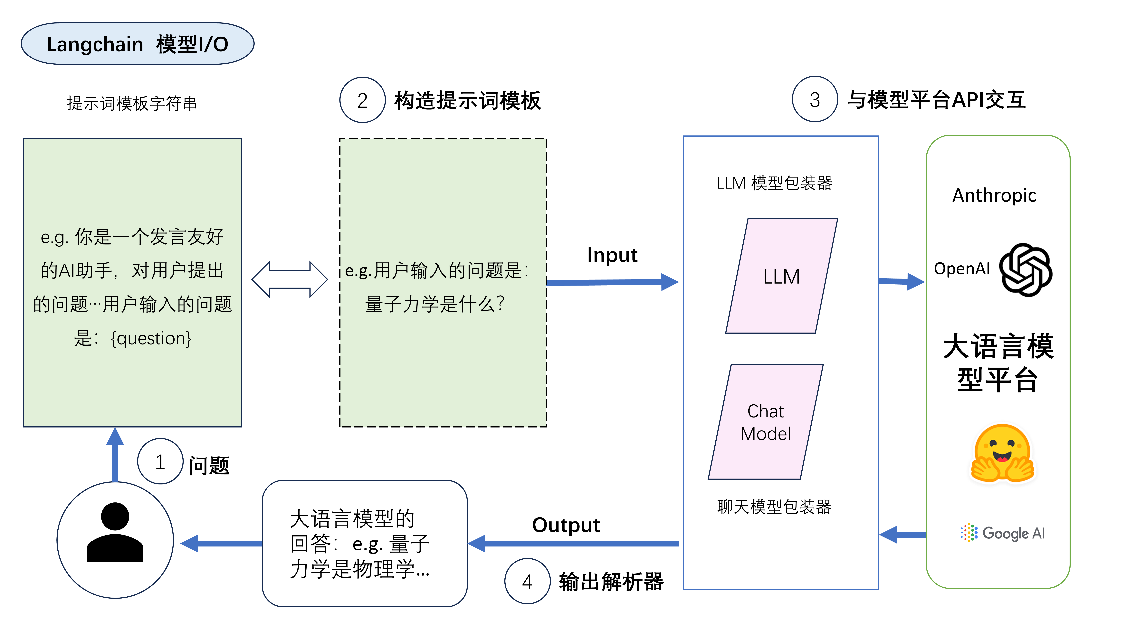 Langchain 模型I/O
提示词模板字符串
② 构造提示词模板
③ 与模型平台API交互
e.g. 你是一个发言友好
的AI助手，对用户提出
的问题…用户输入的问题
是：{question}
e.g.用户输入的问题是：
量子力学是什么？
Input
LLM 模型包装器
LLM
Chat
Model
聊天模型包装器
Anthropic
OpenAI
大语言模
型平台
Google AI
① 问题
大语言模型的
回答：e.g. 量子
力学是物理学...
Output
④ 输出解析器